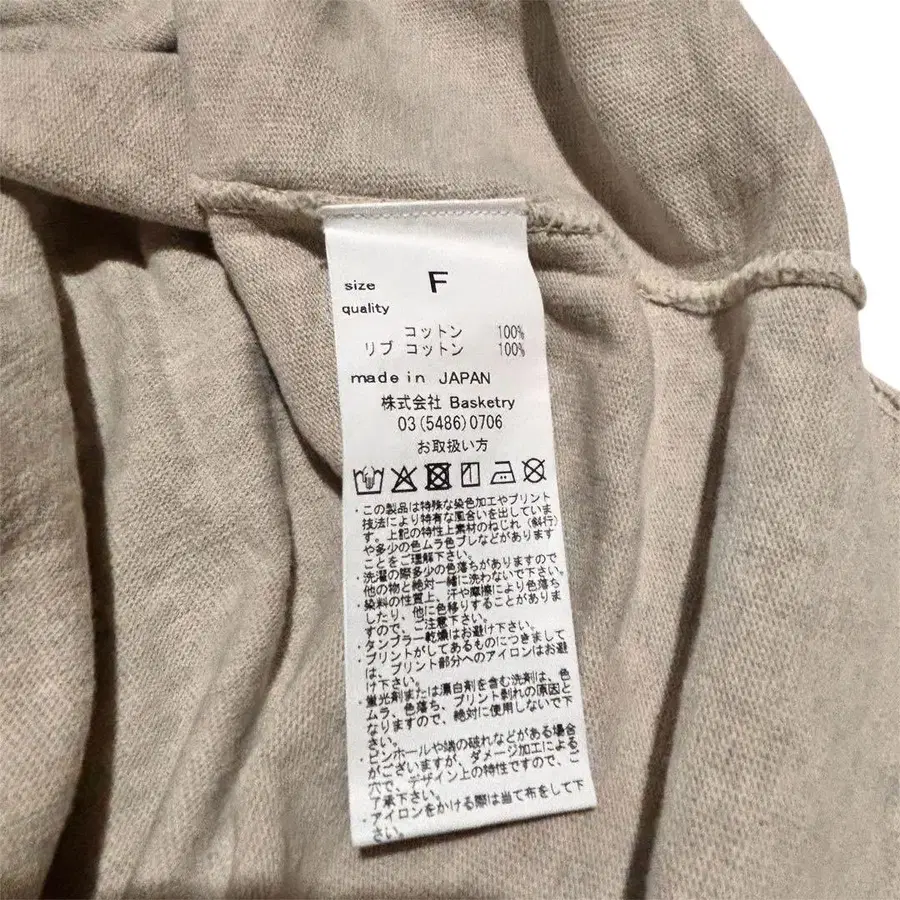 size F
quality
コットン 100%
リブ コットン 100%
made in JAPAN
株式会社 Basketry
03(5486)0706
お取扱い方
・この製品は特殊な染色加工やプリント
技法により特有な風合いを出していま
す。上記の特性上素材のねじれ(斜行)
や多少の色ムラ色ブレなどがあります
ことをご理解下さい。
・洗濯の際多少色落ちがありますので
他の物と絶対一緒に洗わないで下さい。
・染料の性質上、汗や摩擦により色落ち
したり、他に色移りすることがありま
すので、ご注意下さい。
・タンブラー乾燥はお避け下さい。
・プリントがしてあるものにつきまして
は、プリント部分へのアイロンはお避
け下さい。
・蛍光剤または漂白剤を含む洗剤は、色
ムラ、色落ち、プリント剥れの原因と
なりますので、絶対に使用しないで下
さい。
・ピンホールや端の破れなどがある場合
がございますが、ダメージ加工による
穴で、デザイン上の特性ですので、ご
了承下さい。
・アイロンをかける際は当て布をして下
さい。